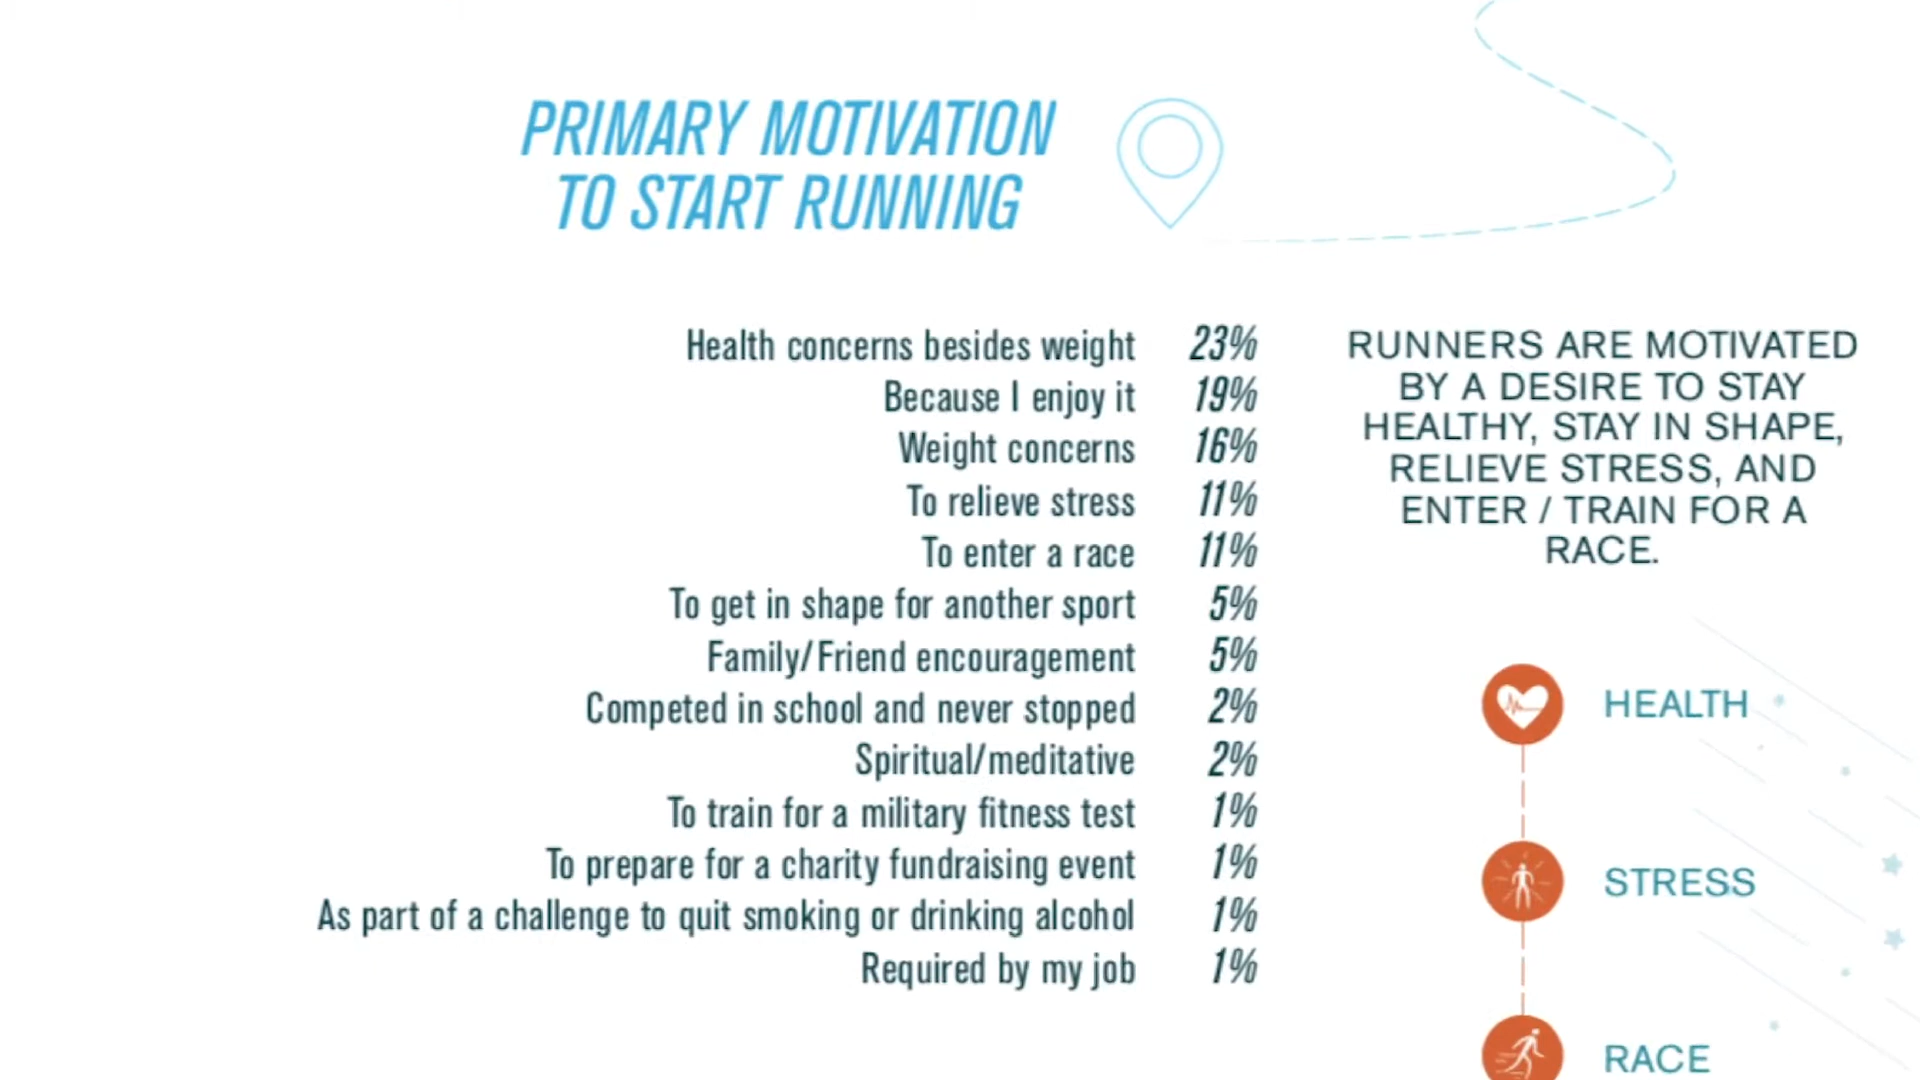 PRIMARY MOTIVATION
TO START RUNNING
Health concerns besides weight 23%
Because I enjoy it 19%
Weight concerns 16%
To relieve stress 11%
To enter a race 11%
To get in shape for another sport 5%
Family/Friend encouragement 5%
Competed in school and never stopped 2%
Spiritual/meditative 2%
To train for a military fitness test 1%
To prepare for a charity fundraising event 1%
As part of a challenge to quit smoking or drinking alcohol 1%
Required by my job 1%
RUNNERS ARE MOTIVATED
BY A DESIRE TO STAY
HEALTHY, STAY IN SHAPE,
RELIEVE STRESS, AND
ENTER / TRAIN FOR A
RACE.
HEALTH
STRESS
RACE